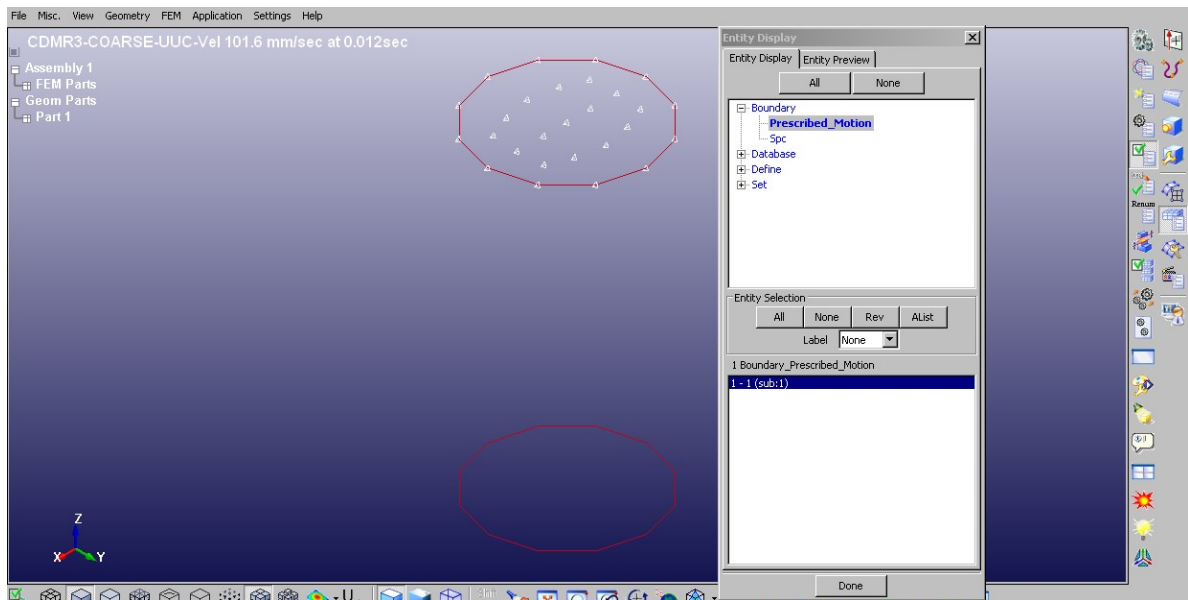 File Misc. View Geometry FEM Application Settings Help
CDMR3-COARSE-UUC-Vel 101.6 mm/sec at 0.012sec
Assembly 1
FEM Parts
Geom Parts
Part 1
Z
X
Y
Entity Display
Entity Display Entity Preview
All None
Boundary
Prescribed_Motion
Spc
Database
Define
Set
Entity Selection
All None Rev AList
Label None
1 Boundary_Prescribed_Motion
1 - 1 (sub:1)
Done
Renum
Shift